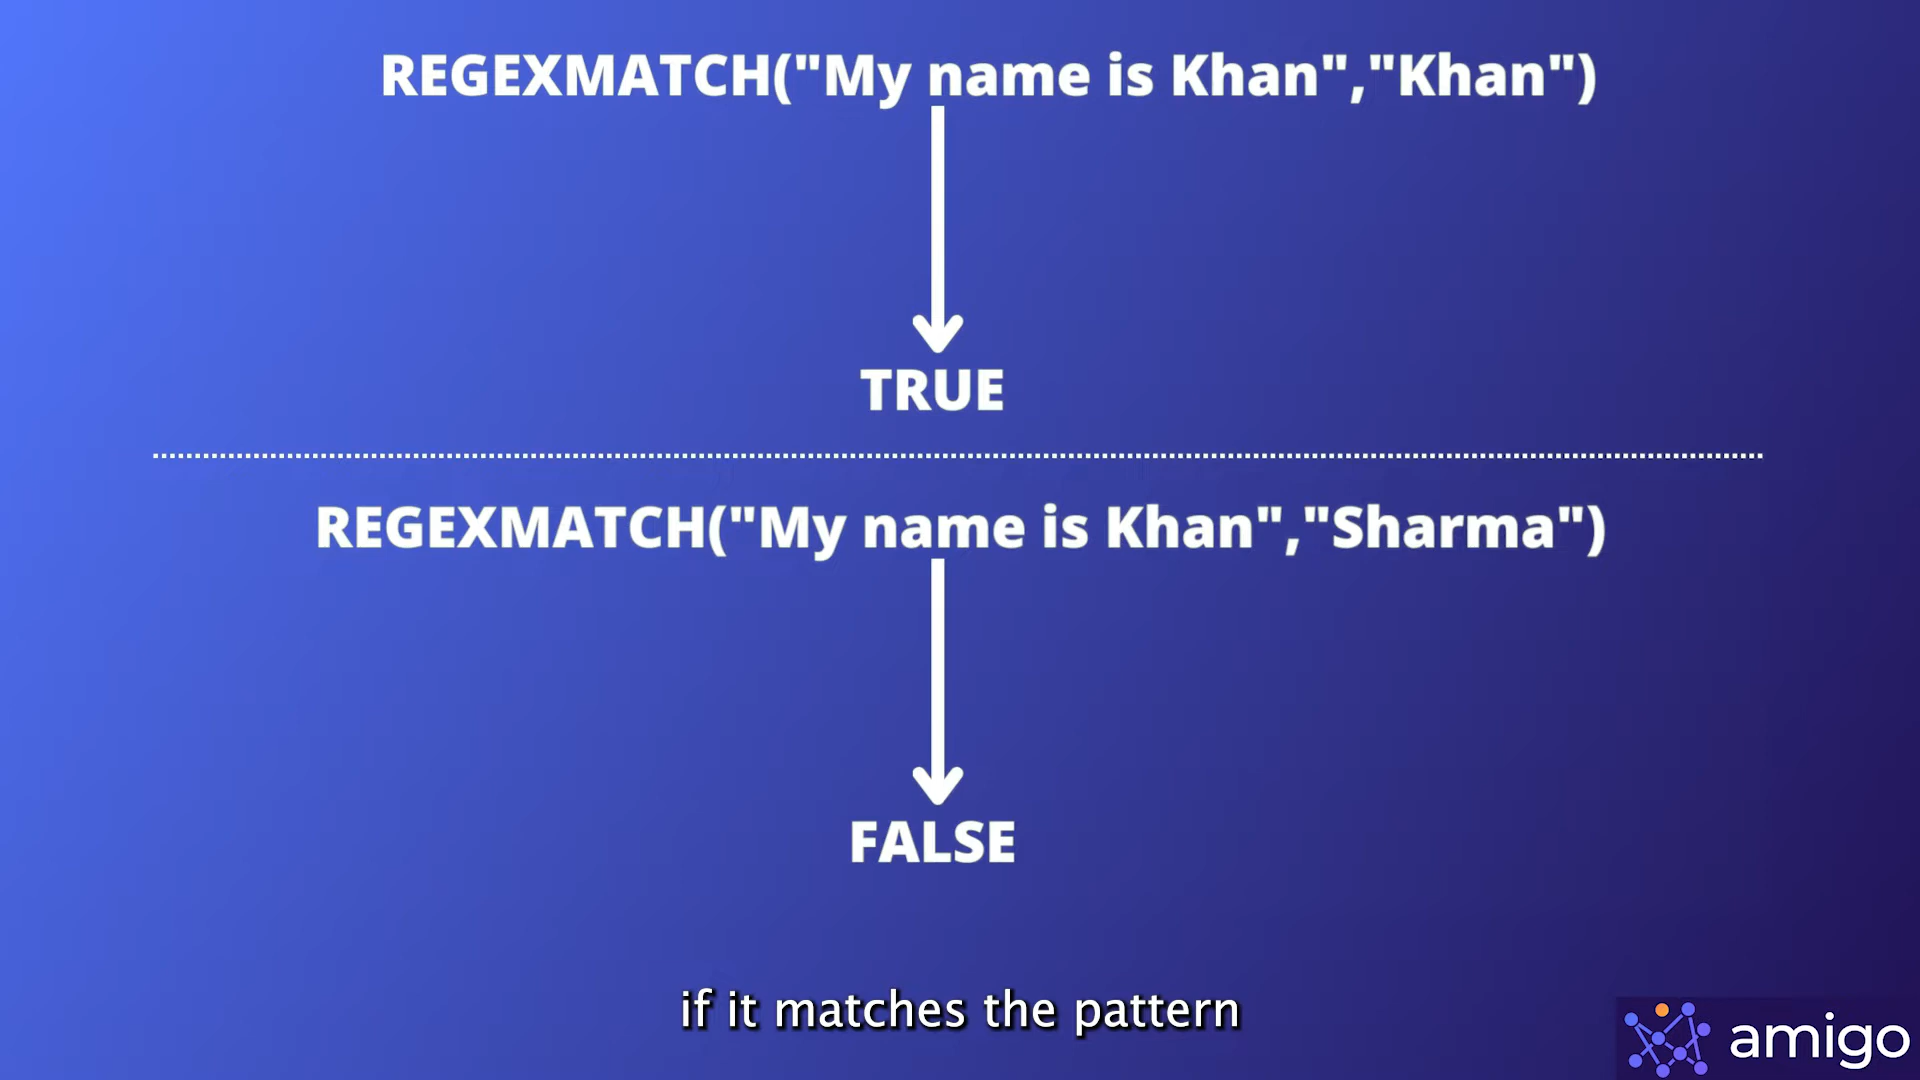 REGEXMATCH("My name is Khan","Khan")
TRUE
REGEXMATCH("My name is Khan","Sharma")
FALSE
if it matches the pattern
amigo